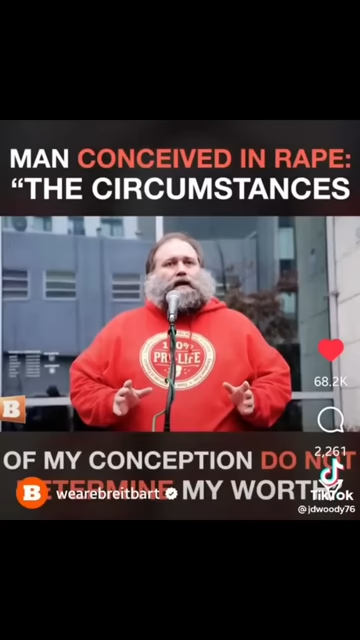 MAN CONCEIVED IN RAPE:
“THE CIRCUMSTANCES
100%
PRO-LIFE
B
68.2K
2,261
OF MY CONCEPTION DO NOT
DETERMINE MY WORTH
B wearebreitbart
TikTok
@jdwoody76